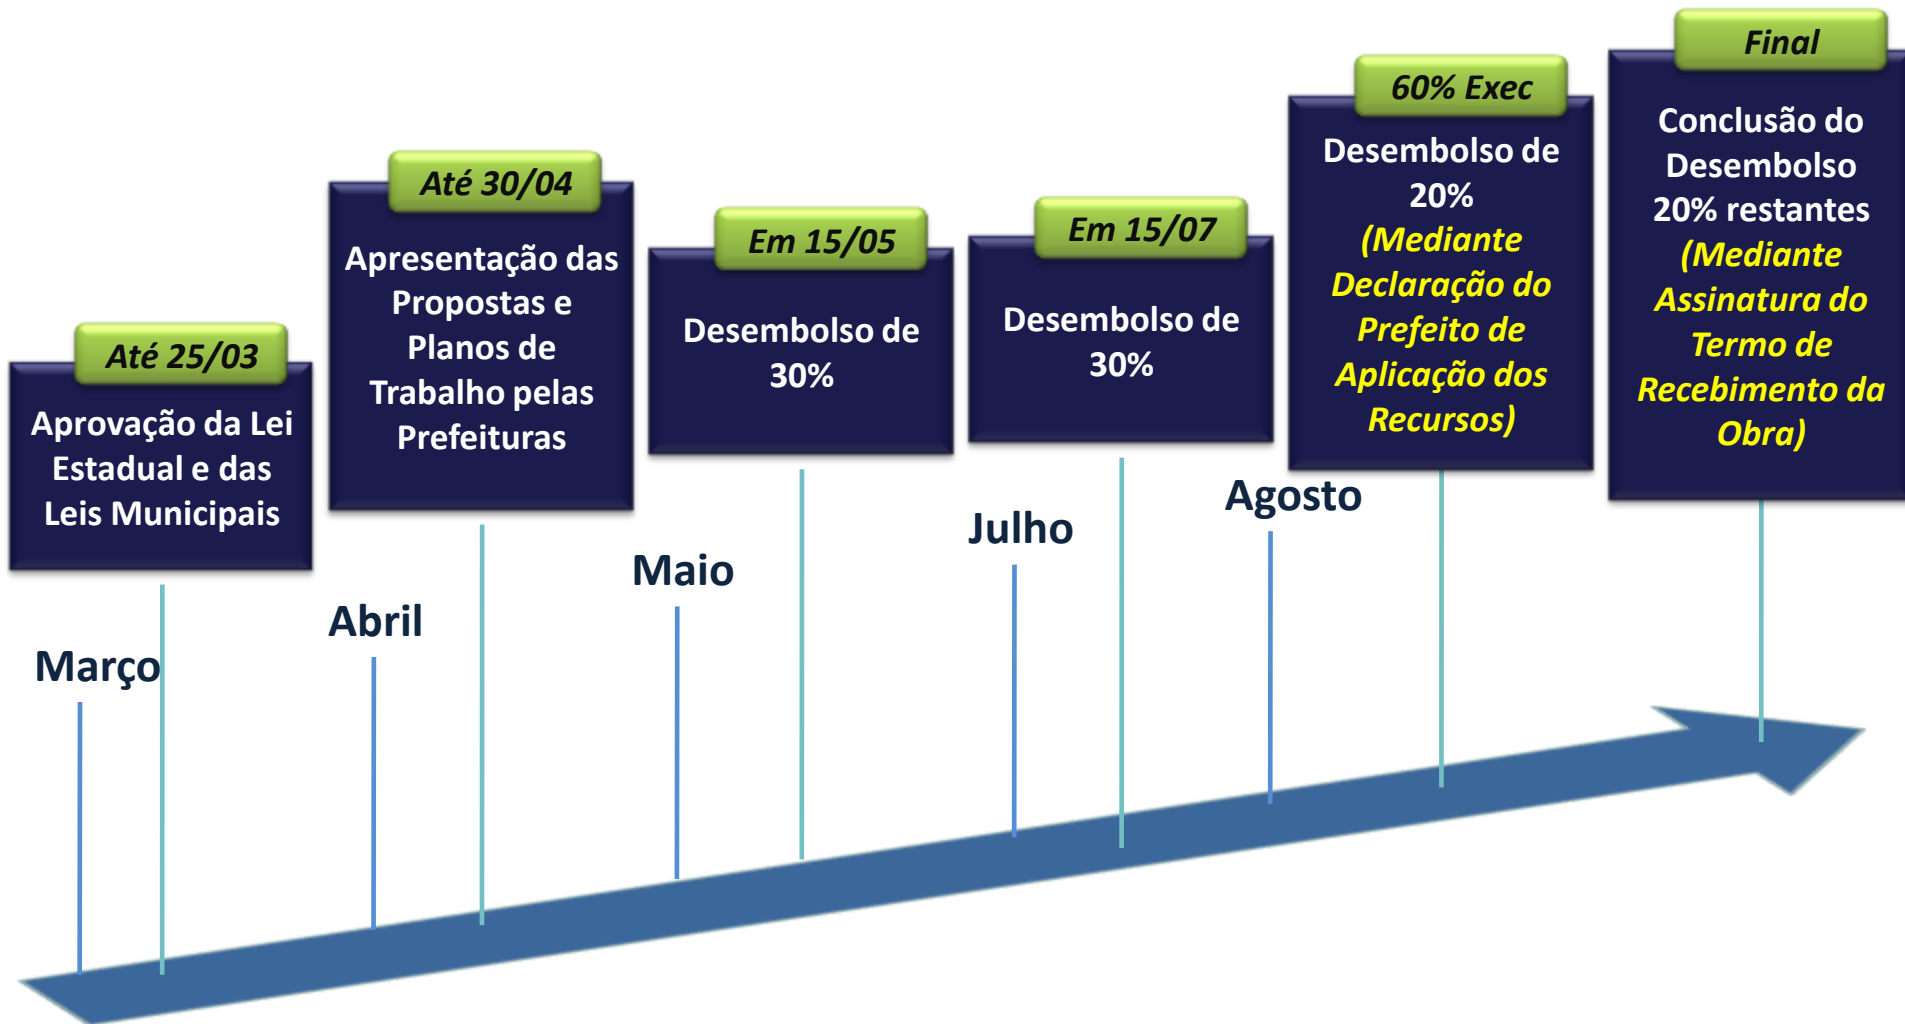 Até 25/03
Aprovação da Lei
Estadual e das
Leis Municipais
Até 30/04
Apresentação das
Propostas e
Planos de
Trabalho pelas
Prefeituras
Em 15/05
Desembolso de
30%
Em 15/07
Desembolso de
30%
60% Exec
Desembolso de
20%
(Mediante
Declaração do
Prefeito de
Aplicação dos
Recursos)
Final
Conclusão do
Desembolso
20% restantes
(Mediante
Assinatura do
Termo de
Recebimento da
Obra)
Março
Abril
Maio
Julho
Agosto